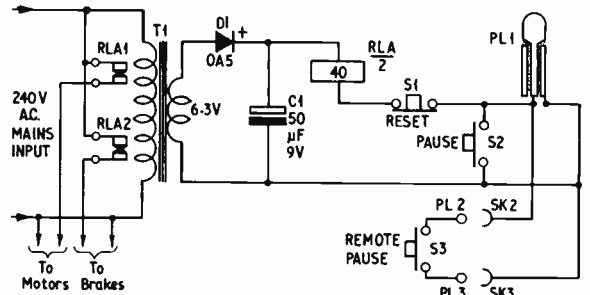 T1
D1
+
OA5
RLA
2
40
PL1
RLA1
240V
A.C.
MAINS
INPUT
6·3V
C1
50
µF
9V
S1
RESET
RLA2
PAUSE
S2
PL2
SK2
REMOTE
PAUSE
S3
To
Motors
To
Brakes
PL3
SK3